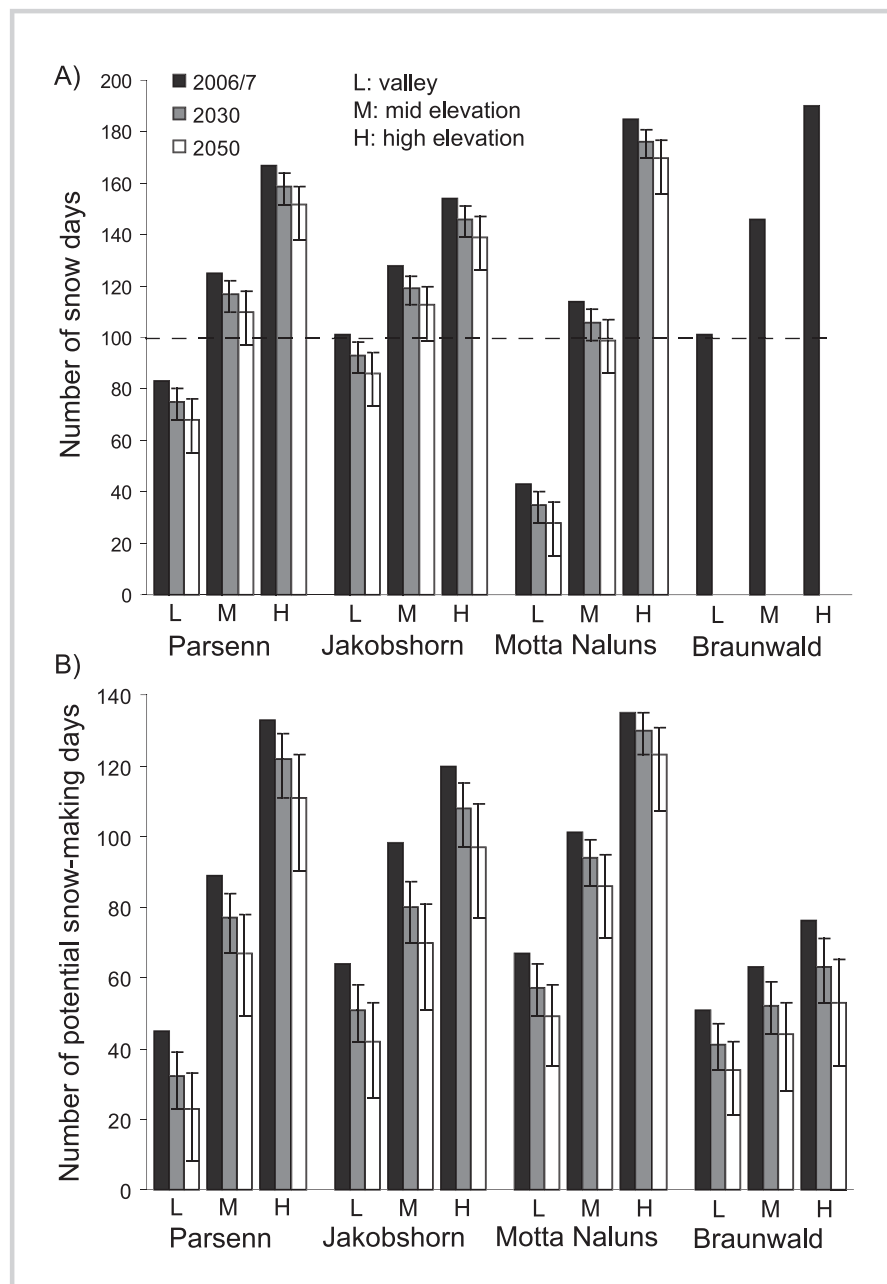 A)
Number of snow days
200
180
160
140
120
100
80
60
40
20
0
2006/7
2030
2050
L: valley
M: mid elevation
H: high elevation
L M H L M H L M H L M H
Parsenn Jakobshorn Motta Naluns Braunwald
B)
Number of potential snow-making days
140
120
100
80
60
40
20
0
L M H L M H L M H L M H
Parsenn Jakobshorn Motta Naluns Braunwald